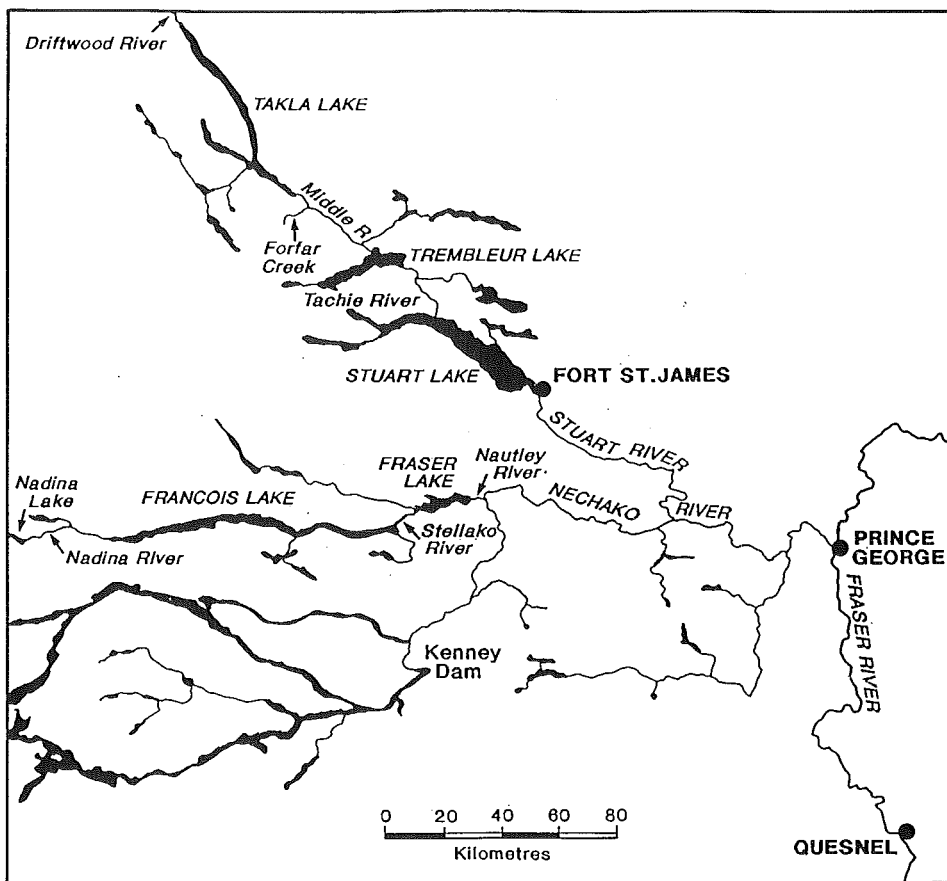 Driftwood River
TAKLA LAKE
Middle R.
Forfar
Creek
TREMBLEUR LAKE
Tachie River
STUART LAKE
FORT ST.JAMES
STUART RIVER
FRASER
LAKE
Nautley
River
Nadina
Lake
FRANCOIS LAKE
NECHAKO
RIVER
Stellako
River
Nadina River
PRINCE
GEORGE
FRASER RIVER
Kenney
Dam
0 20 40 60 80
Kilometres
QUESNEL